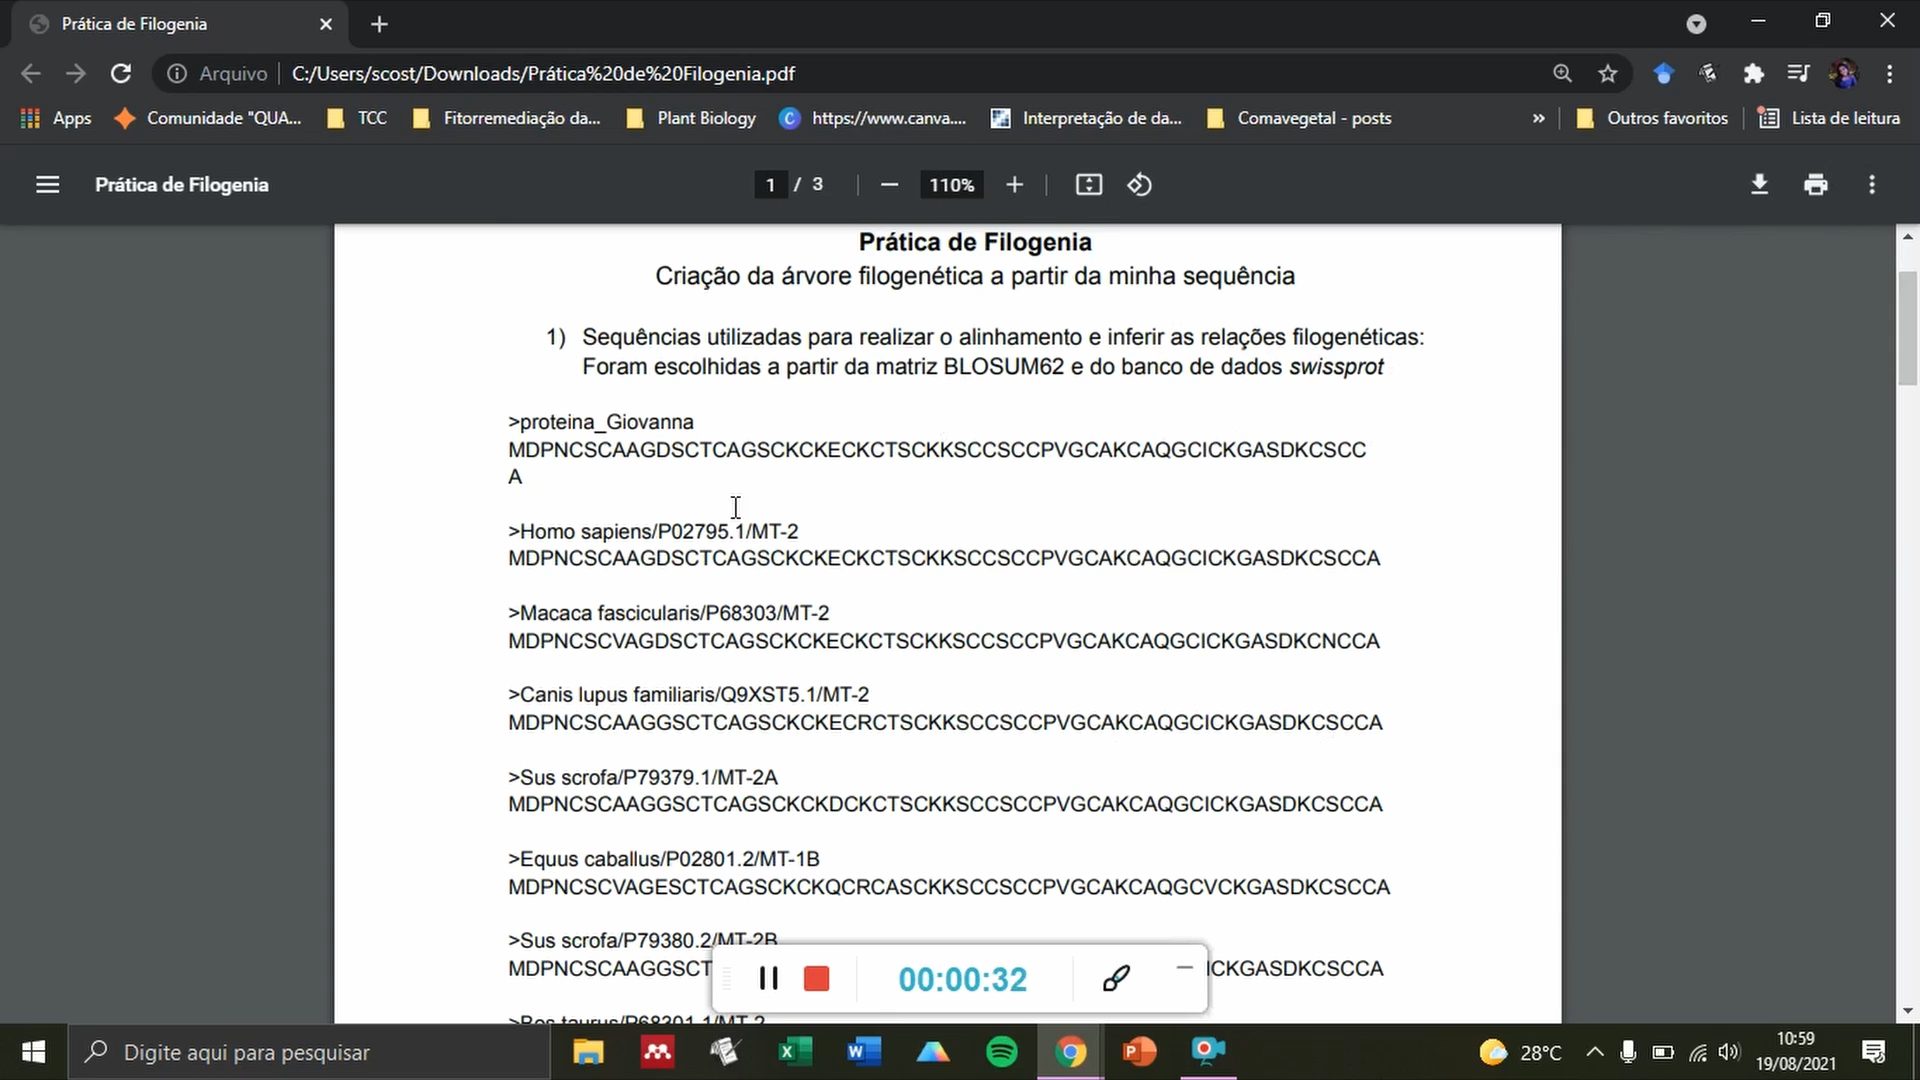 Prática de Filogenia
Arquivo
C:/Users/scost/Downloads/Prática%20de%20Filogenia.pdf
Apps
Comunidade "QUA...
TCC
Fitorremediação da...
Plant Biology
https://www.canva....
Interpretação de da...
Comavegetal - posts
»
Outros favoritos
Lista de leitura
Prática de Filogenia
1 / 3
110%
Prática de Filogenia
Criação da árvore filogenética a partir da minha sequência
1) Sequências utilizadas para realizar o alinhamento e inferir as relações filogenéticas:
Foram escolhidas a partir da matriz BLOSUM62 e do banco de dados swissprot
>proteina_Giovanna
MDPNCSCAAGDSCTCAGSCKCKECKCTSCKKSCCSCCPVGCAKCAQGCICKGASDKCSCC
A
>Homo sapiens/P02795.1/MT-2
MDPNCSCAAGDSCTCAGSCKCKECKCTSCKKSCCSCCPVGCAKCAQGCICKGASDKCSCCA
>Macaca fascicularis/P68303/MT-2
MDPNCSCVAGDSCTCAGSCKCKECKCTSCKKSCCSCCPVGCAKCAQGCICKGASDKCNCCA
>Canis lupus familiaris/Q9XST5.1/MT-2
MDPNCSCAAGGSCTCAGSCKCKECRCTSCKKSCCSCCPVGCAKCAQGCICKGASDKCSCCA
>Sus scrofa/P79379.1/MT-2A
MDPNCSCAAGGSCTCAGSCKCKDCKCTSCKKSCCSCCPVGCAKCAQGCICKGASDKCSCCA
>Equus caballus/P02801.2/MT-1B
MDPNCSCVAGESCTCAGSCKCKQCRCASCKKSCCSCCPVGCAKCAQGCVCKGASDKCSCCA
>Sus scrofa/P79380.2/MT-2B
MDPNCSCAAGGSCT
ICKGASDKCSCCA
>Bos taurus/P68301.1/MT-2
00:00:32
Digite aqui para pesquisar
28°C
10:59
19/08/2021